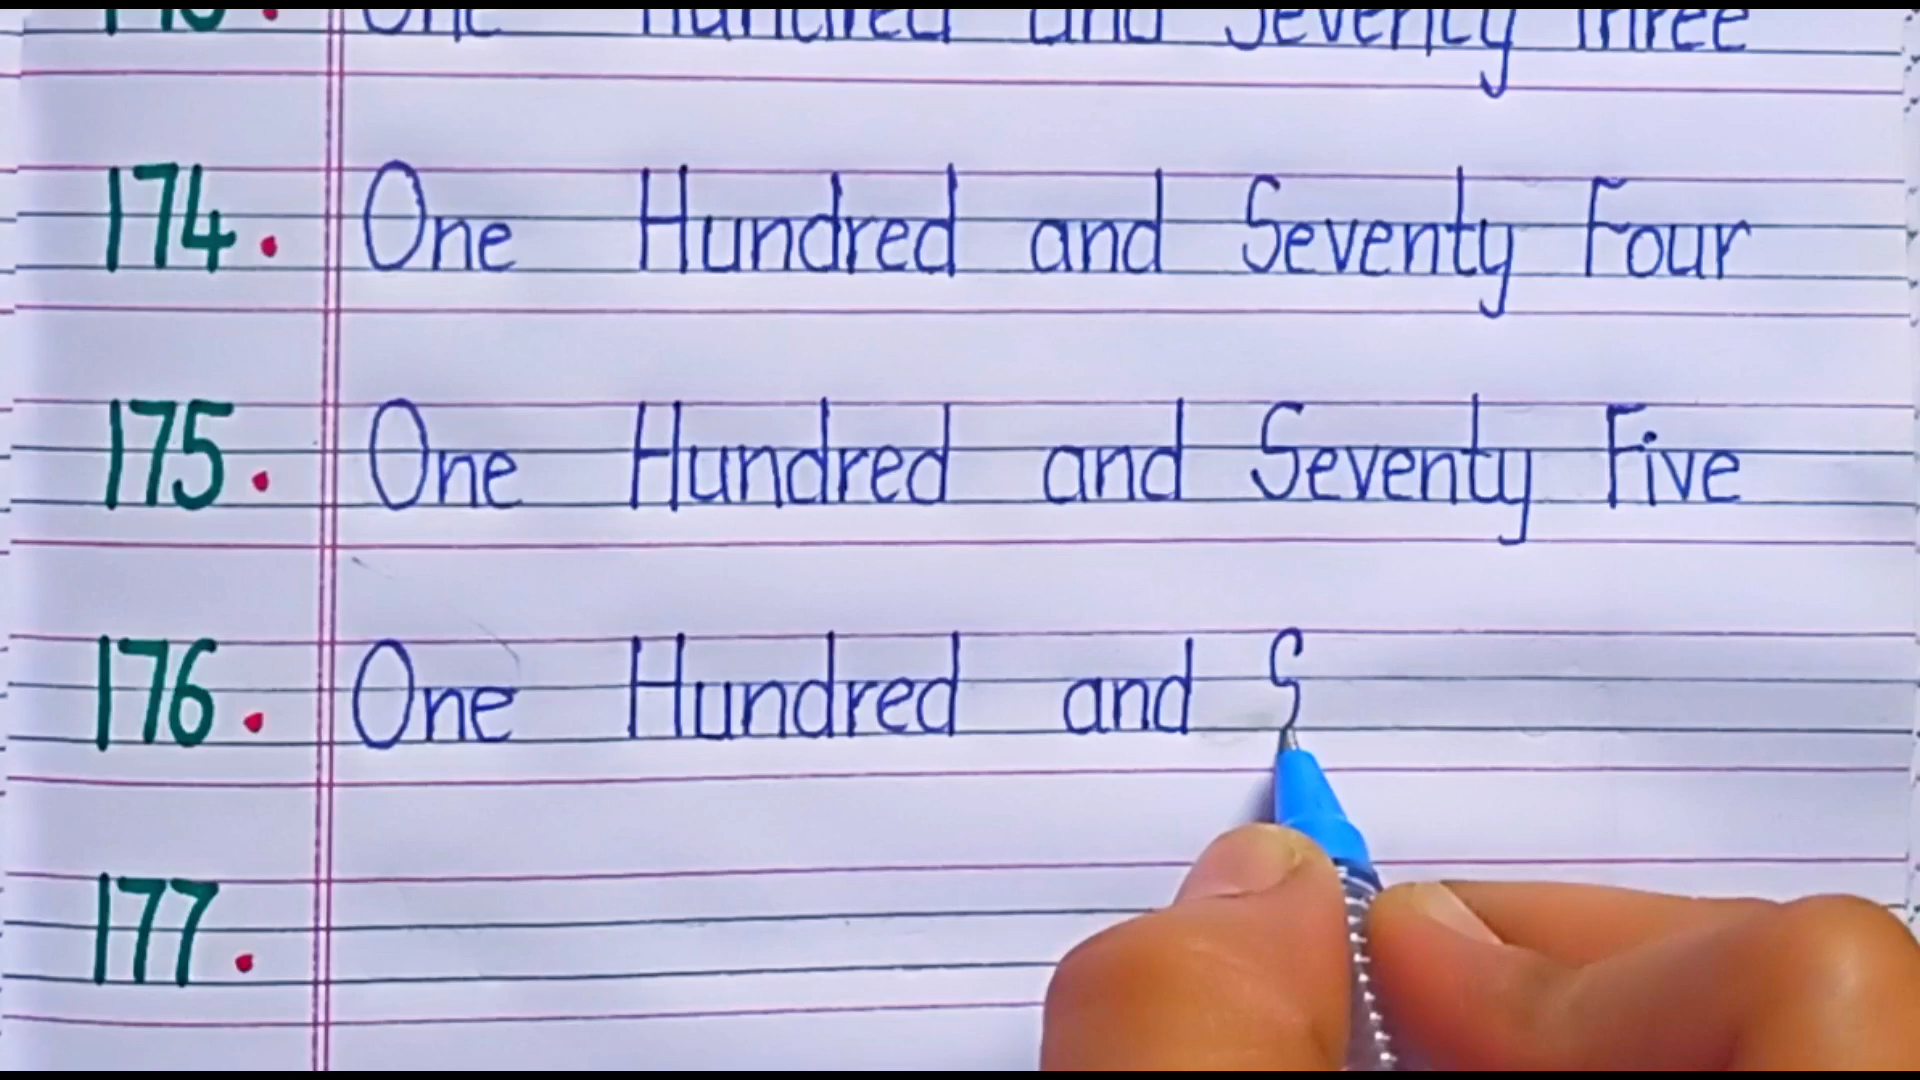 173. One Hundred and Seventy Three
174. One Hundred and Seventy Four
175. One Hundred and Seventy Five
176. One Hundred and S
177.